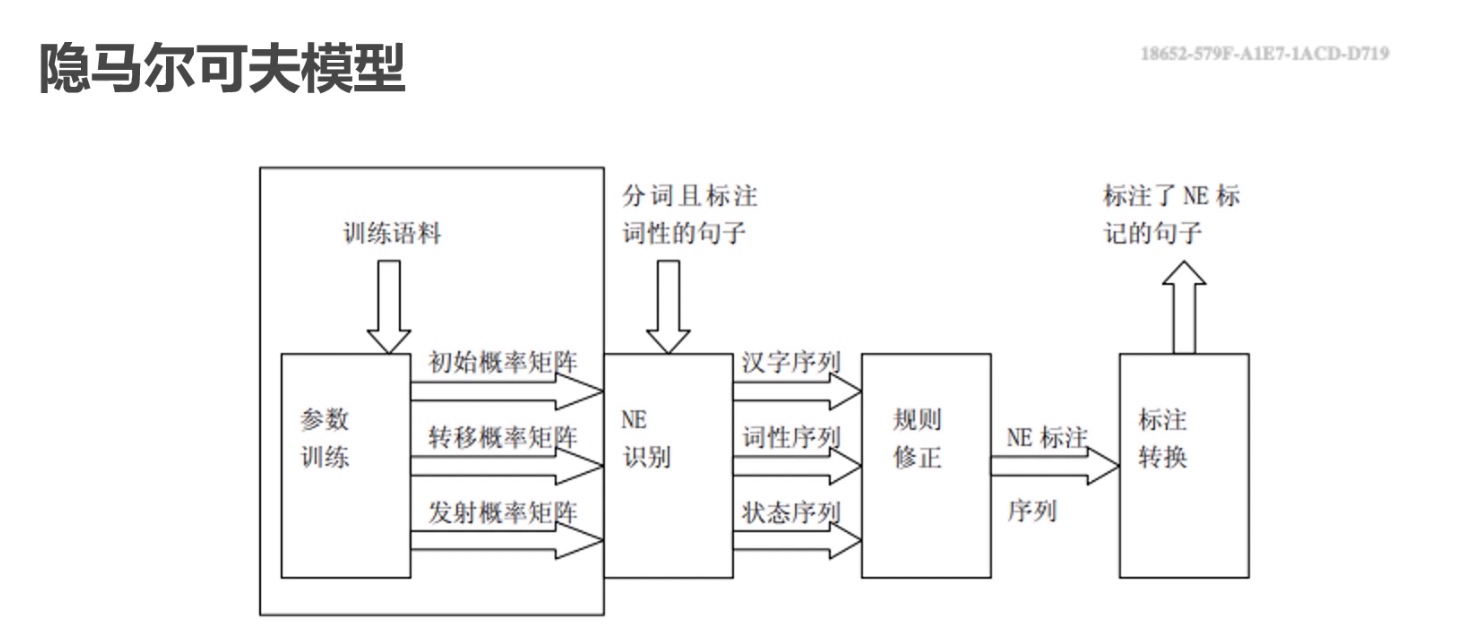 隐马尔可夫模型
18652-579F-A1E7-1ACD-D719
训练语料
分词且标注
词性的句子
标注了 NE 标
记的句子
参数
训练
初始概率矩阵
转移概率矩阵
发射概率矩阵
NE
识别
汉字序列
词性序列
状态序列
规则
修正
NE 标注
序列
标注
转换